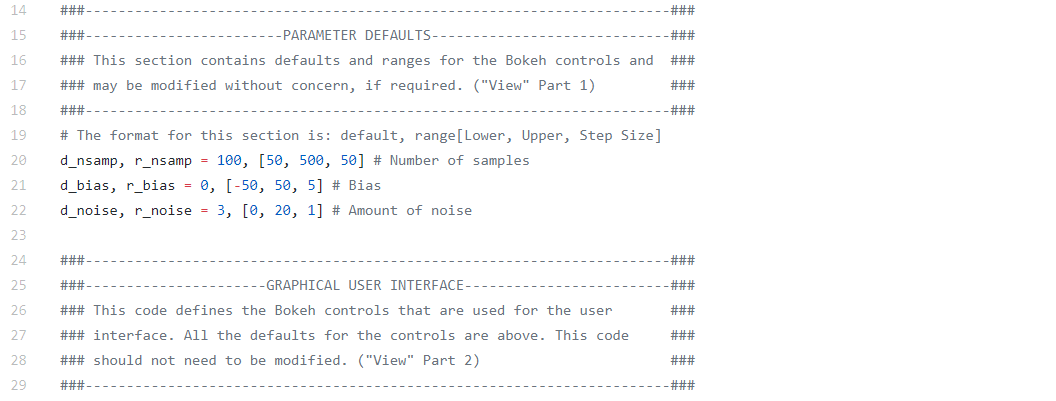 14 ###-----------------------------------------------------------------------###
15 ###------------------------PARAMETER DEFAULTS-----------------------------###
16 ### This section contains defaults and ranges for the Bokeh controls and  ###
17 ### may be modified without concern, if required. ("View" Part 1)         ###
18 ###-----------------------------------------------------------------------###
19 # The format for this section is: default, range[Lower, Upper, Step Size]
20 d_nsamp, r_nsamp = 100, [50, 500, 50] # Number of samples
21 d_bias, r_bias = 0, [-50, 50, 5] # Bias
22 d_noise, r_noise = 3, [0, 20, 1] # Amount of noise
23
24 ###-----------------------------------------------------------------------###
25 ###----------------------GRAPHICAL USER INTERFACE-------------------------###
26 ### This code defines the Bokeh controls that are used for the user       ###
27 ### interface. All the defaults for the controls are above. This code     ###
28 ### should not need to be modified. ("View" Part 2)                       ###
29 ###-----------------------------------------------------------------------###